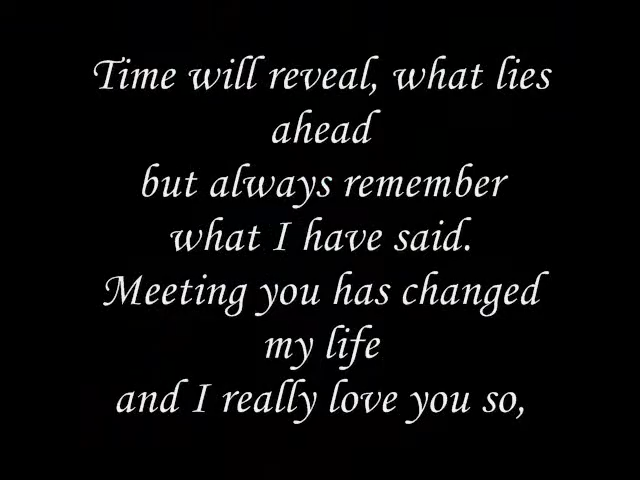 Time will reveal, what lies
ahead
but always remember
what I have said.
Meeting you has changed
my life
and I really love you so,